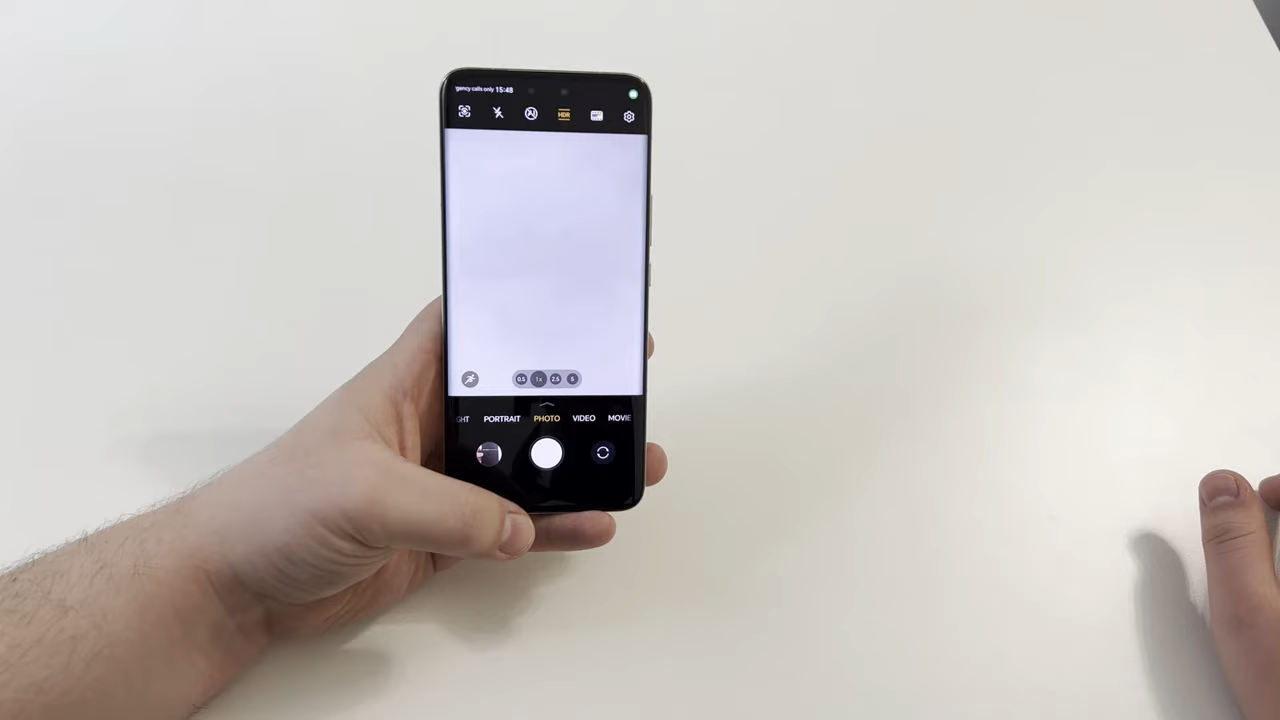 gency calls only 15:48
HDR
0.5 1x 2.5 5
GHT PORTRAIT PHOTO VIDEO MOVIE